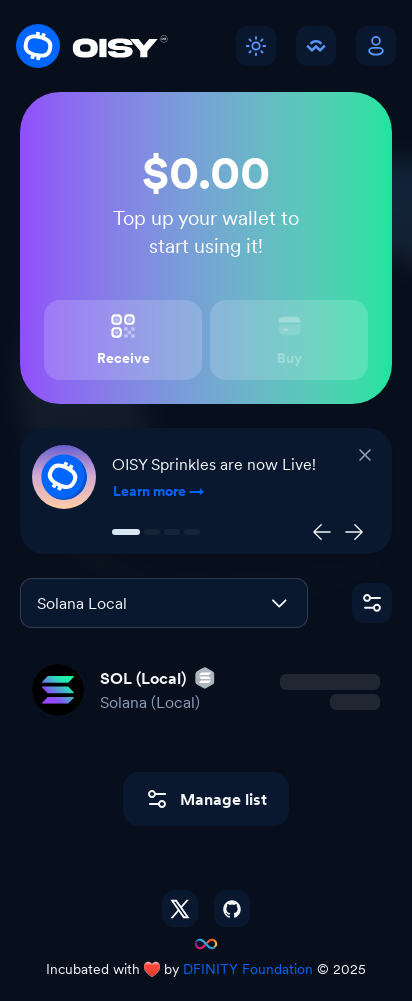 OISY
$0.00
Top up your wallet to
start using it!
Receive
Buy
OISY Sprinkles are now Live!
Learn more
Solana Local
SOL (Local)
Solana (Local)
Manage list
Incubated with ❤️ by DFINITY Foundation © 2025